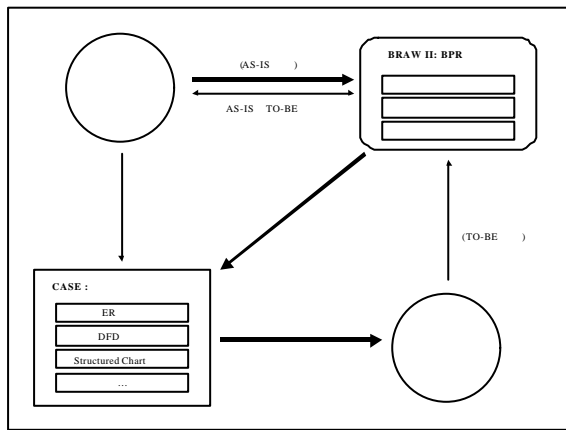 (AS-IS )
BRAW II: BPR
AS-IS TO-BE
(TO-BE )
CASE :
ER
DFD
Structured Chart
...